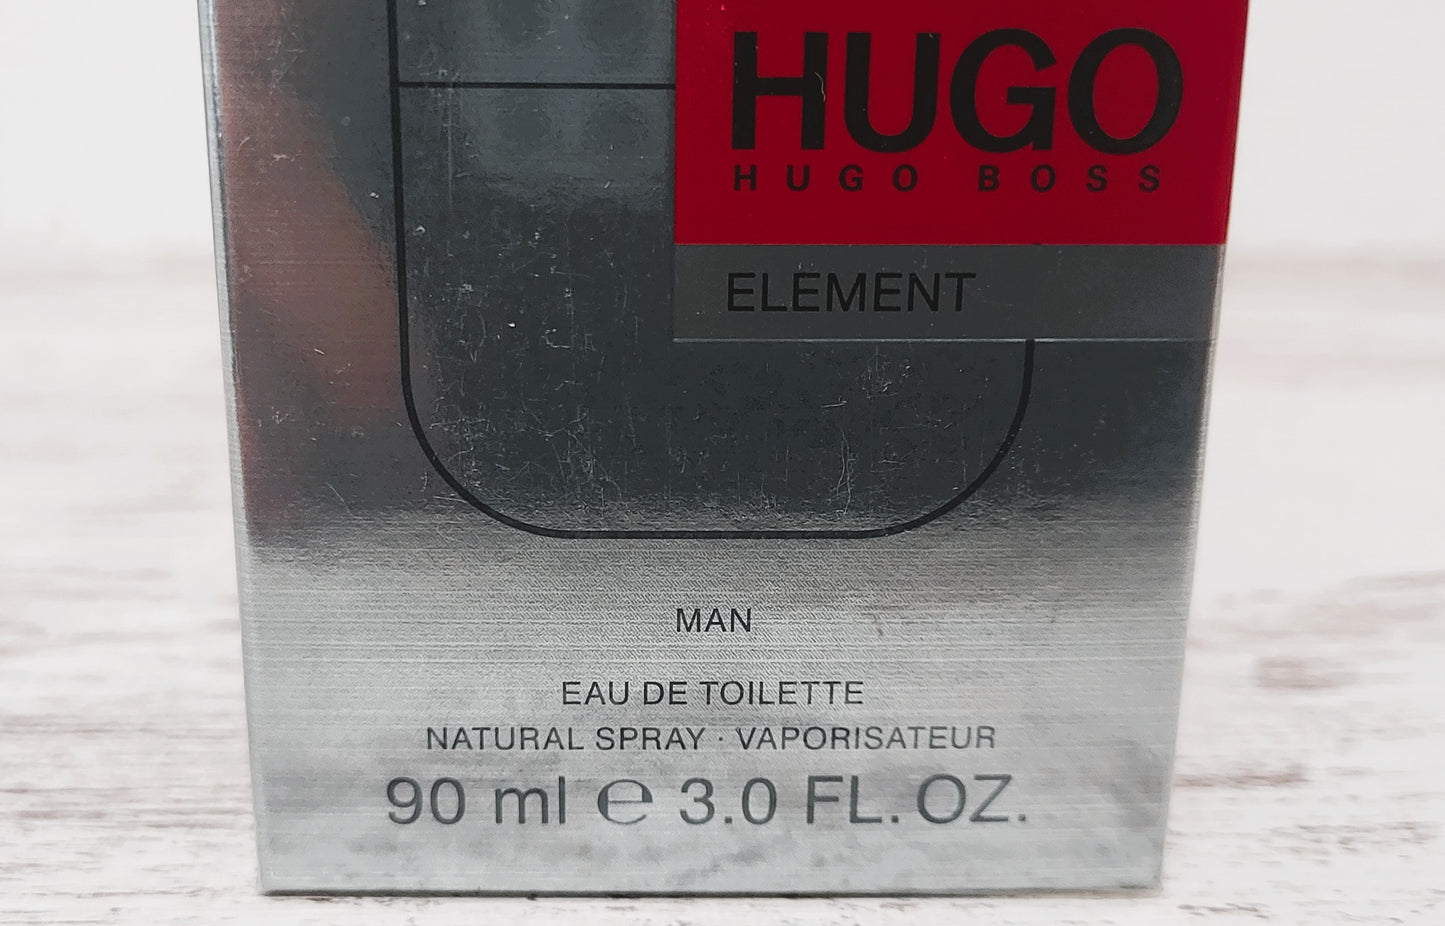 HUGO
HUGO BOSS
ELEMENT
MAN
EAU DE TOILETTE
NATURAL SPRAY · VAPORISATEUR
90 ml ℮ 3.0 FL. OZ.